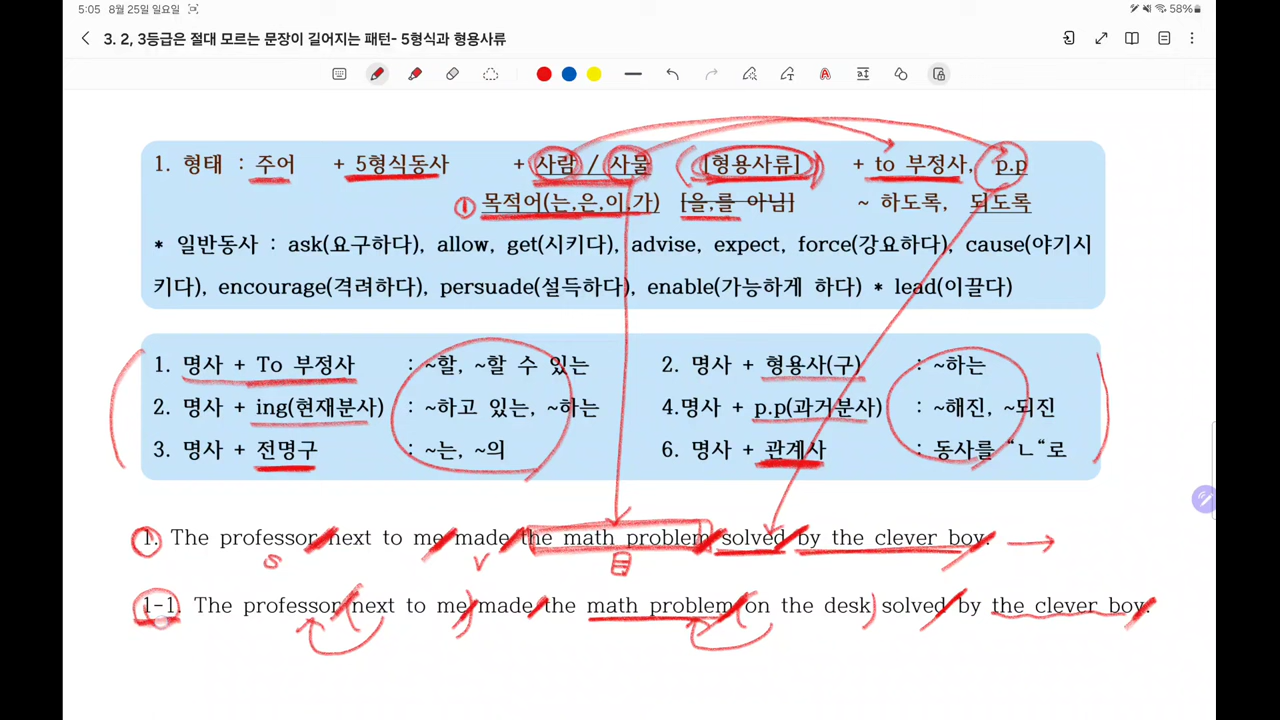 5:05 8월 25일 일요일 58%
3. 2, 3등급은 절대 모르는 문장이 길어지는 패턴- 5형식과 형용사류
1. 형태 : 주어 + 5형식동사 + 사람 / 사물 [형용사류] + to 부정사, p.p
① 목적어(는,은,이,가) [을,를 아님] ~ 하도록, 되도록
* 일반동사 : ask(요구하다), allow, get(시키다), advise, expect, force(강요하다), cause(야기시
키다), encourage(격려하다), persuade(설득하다), enable(가능하게 하다) * lead(이끌다)
1. 명사 + To 부정사 : ~할, ~할 수 있는 2. 명사 + 형용사(구) : ~하는
2. 명사 + ing(현재분사) : ~하고 있는, ~하는 4.명사 + p.p(과거분사) : ~해진, ~되진
3. 명사 + 전명구 : ~는, ~의 6. 명사 + 관계사 : 동사를 “ㄴ“로
1. The professor next to me made the math problem solved by the clever boy.
s v 목
1-1. The professor next to me made the math problem on the desk solved by the clever boy.